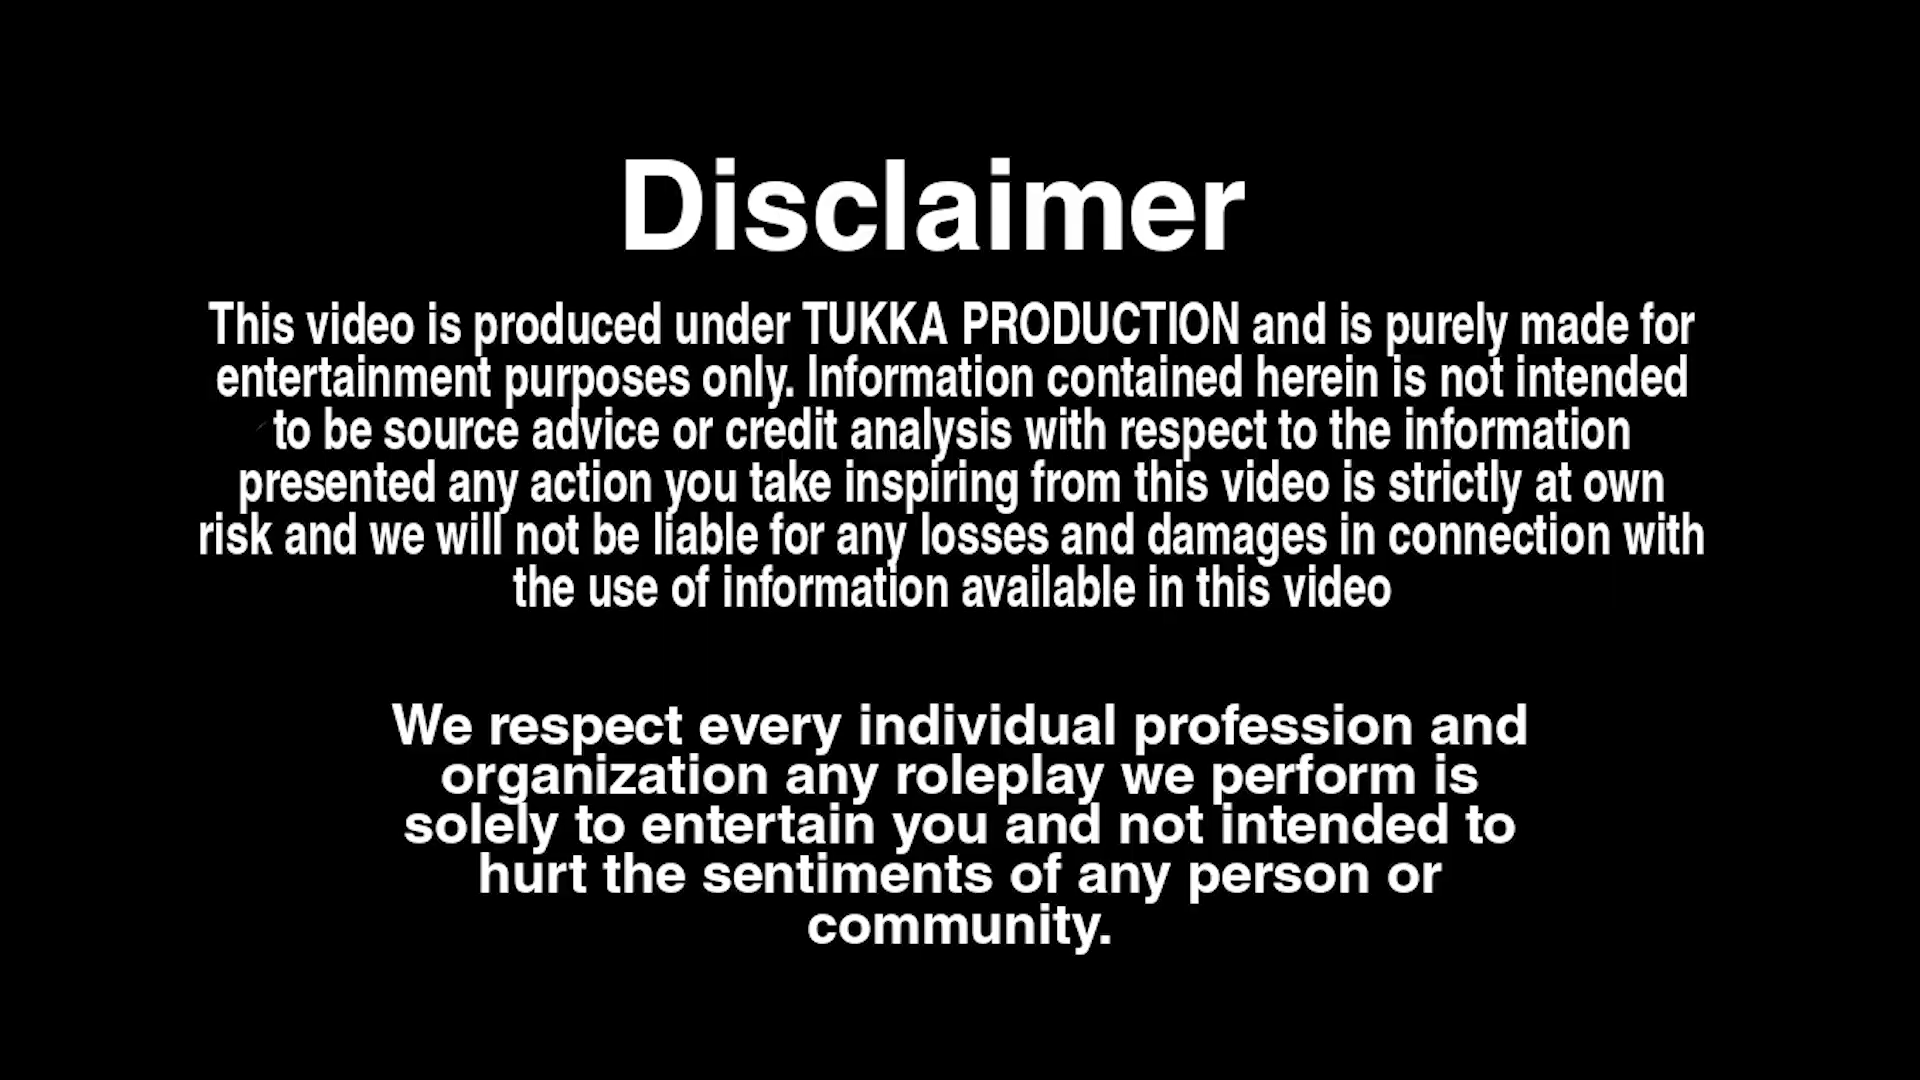 Disclaimer
This video is produced under TUKKA PRODUCTION and is purely made for
entertainment purposes only. Information contained herein is not intended
to be source advice or credit analysis with respect to the information
presented any action you take inspiring from this video is strictly at own
risk and we will not be liable for any losses and damages in connection with
the use of information available in this video
We respect every individual profession and
organization any roleplay we perform is
solely to entertain you and not intended to
hurt the sentiments of any person or
community.